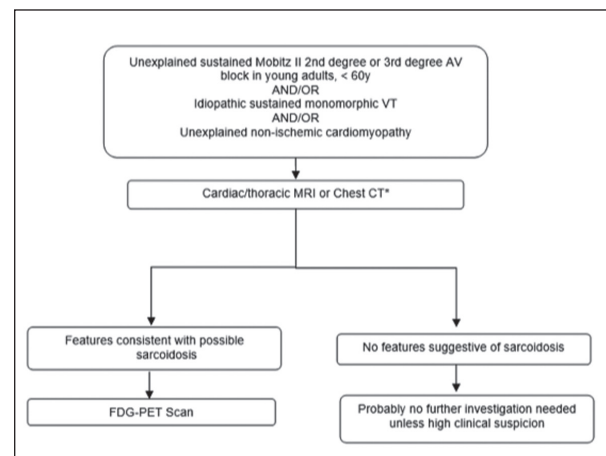 Unexplained sustained Mobitz II 2nd degree or 3rd degree AV
block in young adults, < 60y
AND/OR
Idiopathic sustained monomorphic VT
AND/OR
Unexplained non-ischemic cardiomyopathy
Cardiac/thoracic MRI or Chest CT*
Features consistent with possible
sarcoidosis
FDG-PET Scan
No features suggestive of sarcoidosis
Probably no further investigation needed
unless high clinical suspicion